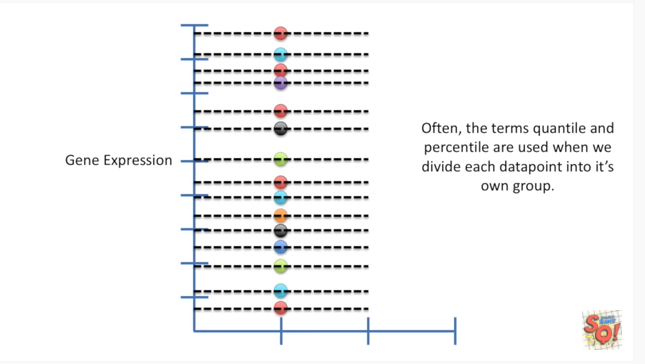 Often, the terms quantile and
percentile are used when we
divide each datapoint into it's
own group.
Gene Expression